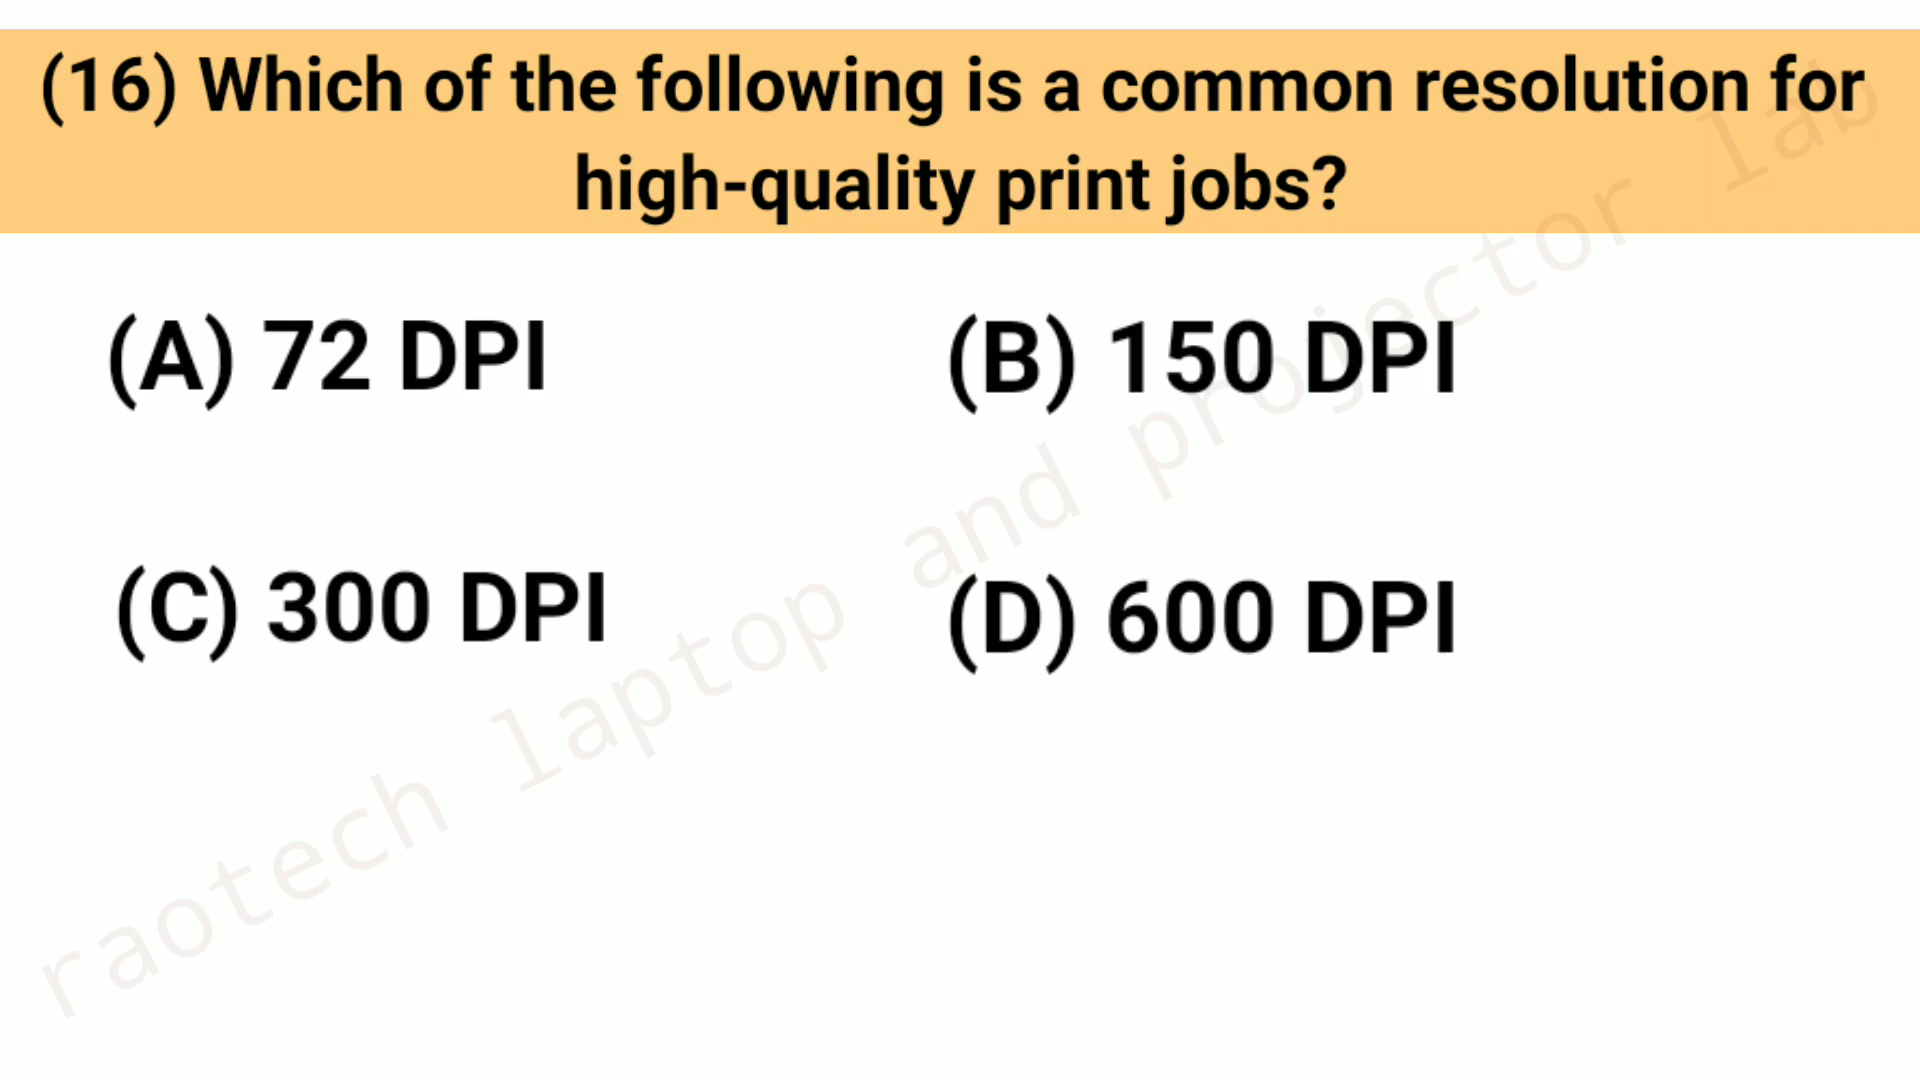 (16) Which of the following is a common resolution for
high-quality print jobs?
(A) 72 DPI
(B) 150 DPI
(C) 300 DPI
(D) 600 DPI
raotech laptop and projector lab